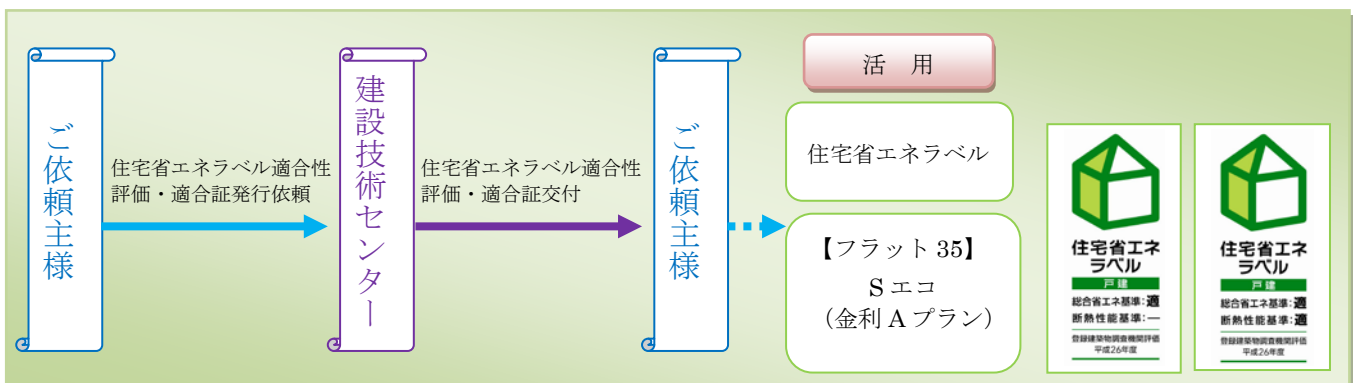 ご依頼主様
住宅省エネラベル適合性
評価・適合証発行依頼
建設技術センター
住宅省エネラベル適合性
評価・適合証交付
ご依頼主様
活 用
住宅省エネラベル
【フラット 35】
S エコ
(金利 A プラン)
住宅省エネ
ラベル
戸建
総合省エネ基準:適
断熱性能基準:―
登録建築物調査機関評価
平成26年度
住宅省エネ
ラベル
戸建
総合省エネ基準:適
断熱性能基準:適
登録建築物調査機関評価
平成26年度